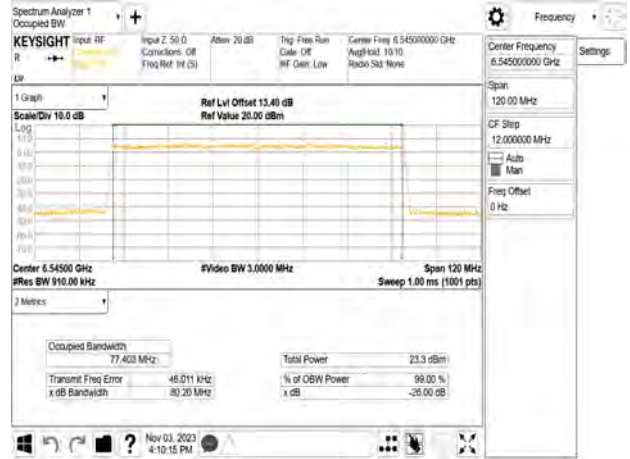 Spectrum Analyzer 1
Occupied BW
Frequency
KEYSIGHT Input: RF
Input Z: 50 Ω
Corrections: Off
Freq Ref: Int (S)
Atten: 20 dB
Trig: Free Run
Gate: Off
#IF Gain: Low
Center Freq: 6.545000000 GHz
Avg|Hold: 10/10
Radio Std: None
Center Frequency
6.545000000 GHz
Settings
Span
120.00 MHz
CF Step
12.000000 MHz
Auto
Man
Freq Offset
0 Hz
1 Graph
Scale/Div 10.0 dB
Ref Lvl Offset 13.40 dB
Ref Value 20.00 dBm
Log
Center 6.54500 GHz
#Res BW 910.00 kHz
#Video BW 3.0000 MHz
Span 120 MHz
Sweep 1.00 ms (1001 pts)
2 Metrics
Occupied Bandwidth
77.403 MHz
Total Power 23.3 dBm
Transmit Freq Error 46.011 kHz
% of OBW Power 99.00 %
x dB Bandwidth 80.20 MHz
x dB -26.00 dB
Nov 03, 2023
4:10:15 PM